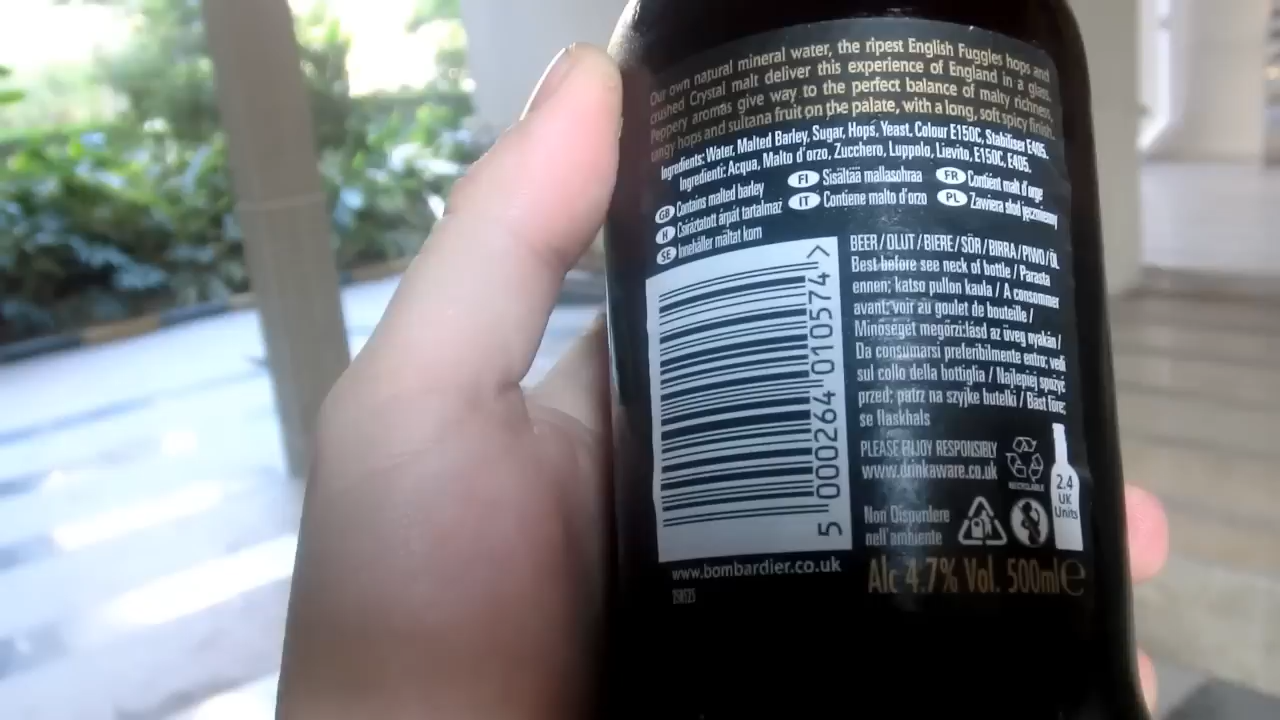 Our own natural mineral water, the ripest English Fuggles hops and
crushed Crystal malt deliver this experience of England in a glass.
Peppery aromas give way to the perfect balance of malty richness,
tangy hops and sultana fruit on the palate, with a long, soft spicy finish.
Ingredients: Water, Malted Barley, Sugar, Hops, Yeast, Colour E150C, Stabiliser E405.
Ingredienti: Acqua, Malto d'orzo, Zucchero, Luppolo, Lievito, E150C, E405.
GB Contains malted barley
H Csíráztatott árpát tartalmaz
SE Innehåller mältat korn
FI Sisältää mallasohraa
IT Contiene malto d'orzo
FR Contient malt d'orge
PL Zawiera słod jęczmienny
BEER / OLUT / BIERE / SÖR / BIRRA / PIWO / ÖL
Best before see neck of bottle / Parasta
ennen; katso pullon kaula / A consommer
avant; voir au goulet de bouteille /
Minöségét megőrzi:lásd az üveg nyakán /
Da consumarsi preferibilmente entro; vedi
sul collo della bottiglia / Najlepiej spożyć
przed; patrz na szyjke butelki / Bäst före;
se flaskhals
PLEASE ENJOY RESPONSIBLY
www.drinkaware.co.uk
RECYCLABLE
2.4
UK
Units
Non Disperdere
nell'ambiente
5 000264 010574 >
www.bombardier.co.uk
Alc 4.7% Vol. 500ml e